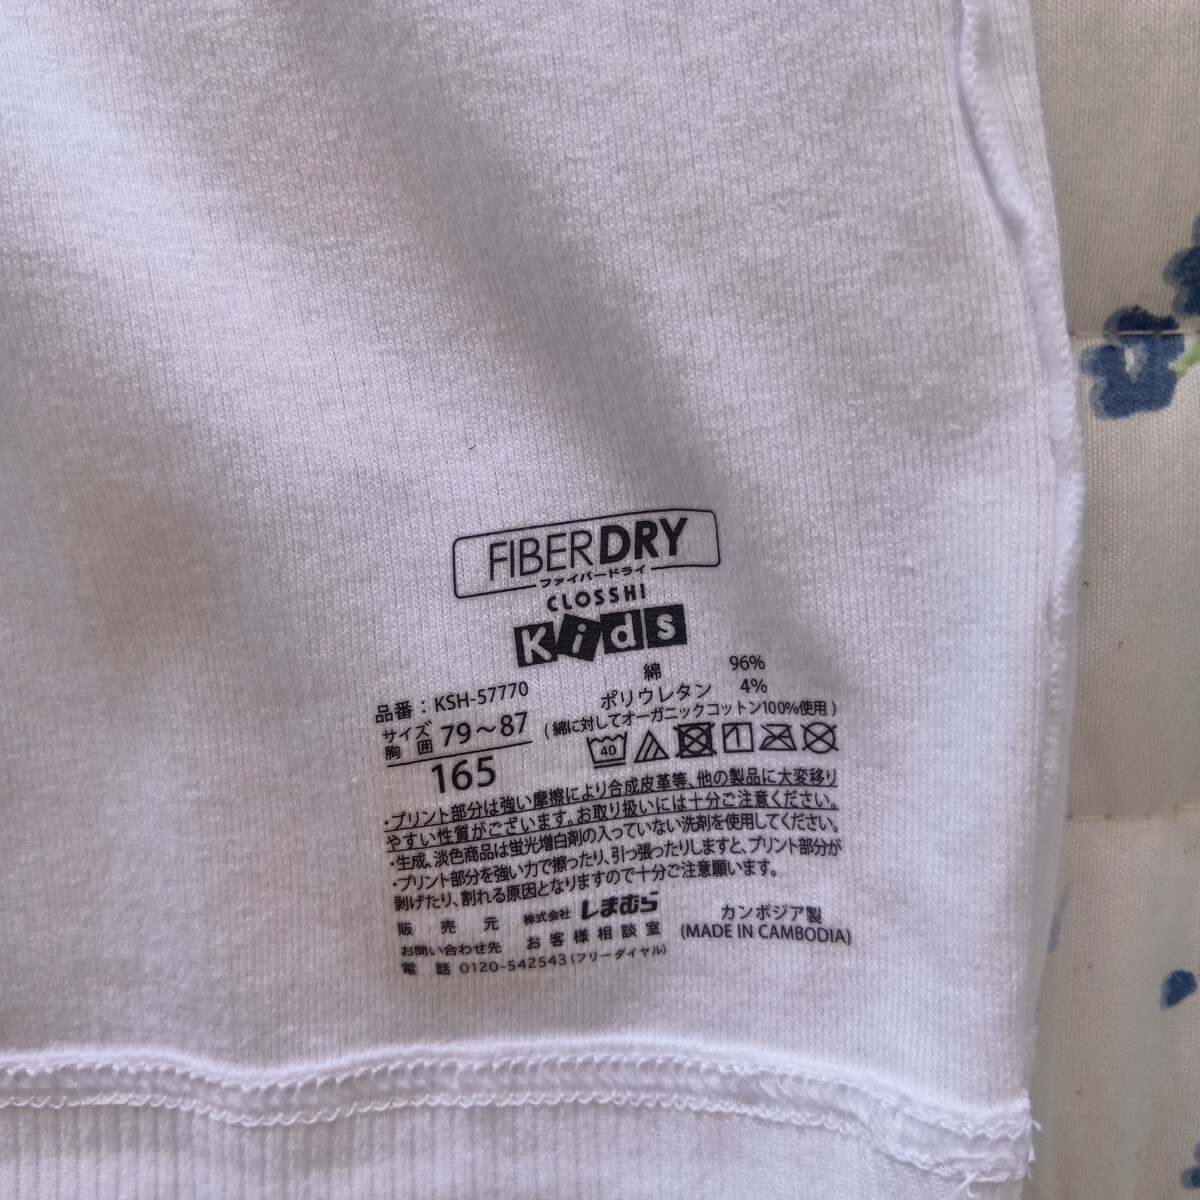 FIBERDRY
ファイバードライ
CLOSSHI
Kids
綿 96%
ポリウレタン 4%
(綿に対してオーガニックコットン100%使用)
品番：KSH-57770
サイズ
胸囲 79〜87
165
40
・プリント部分は強い摩擦により合成皮革等、他の製品に大変移り
やすい性質がございます。お取り扱いには十分ご注意ください。
・生成、淡色商品は蛍光増白剤の入っていない洗剤を使用してください。
・プリント部分を強い力で擦ったり、引っ張ったりしますと、プリント部分が
剥げたり、割れる原因となりますので十分ご注意願います。
販売元 株式会社 しまむら
お問い合わせ先 お客様相談室
電話 0120-542543(フリーダイヤル)
カンボジア製
(MADE IN CAMBODIA)